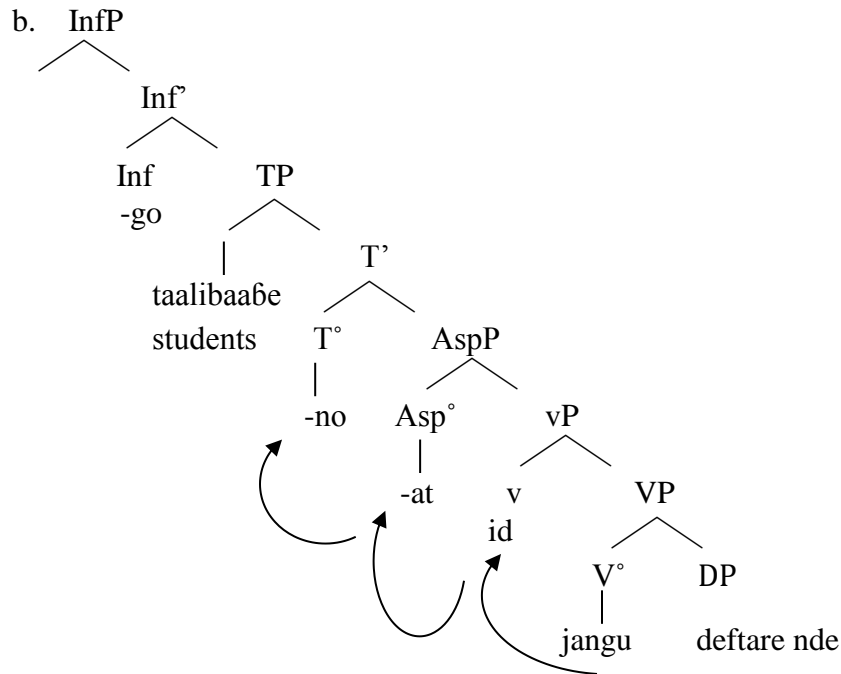 b. InfP
Inf’
Inf TP
-go
T’
taalibaaɓe
students T° AspP
-no Asp° vP
-at v VP
id
V° DP
jangu deftare nde